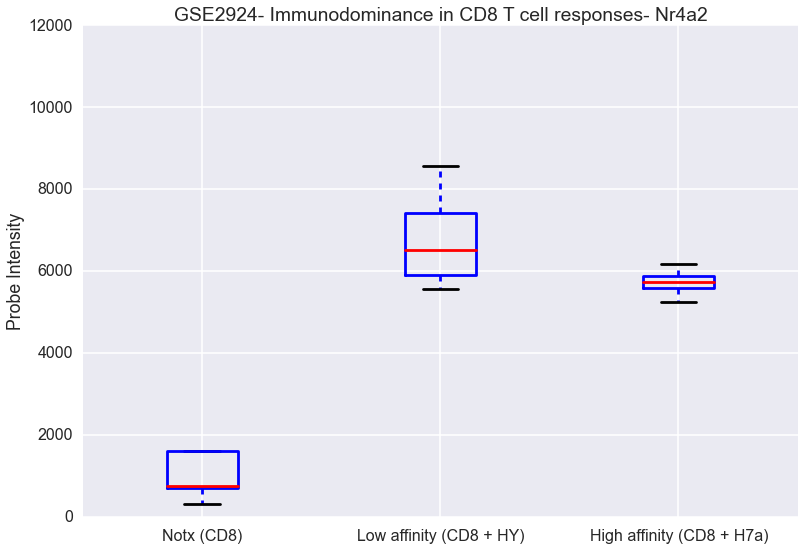 GSE2924- Immunodominance in CD8 T cell responses- Nr4a2
12000
10000
8000
6000
4000
2000
0
Probe Intensity
Notx (CD8)
Low affinity (CD8 + HY)
High affinity (CD8 + H7a)